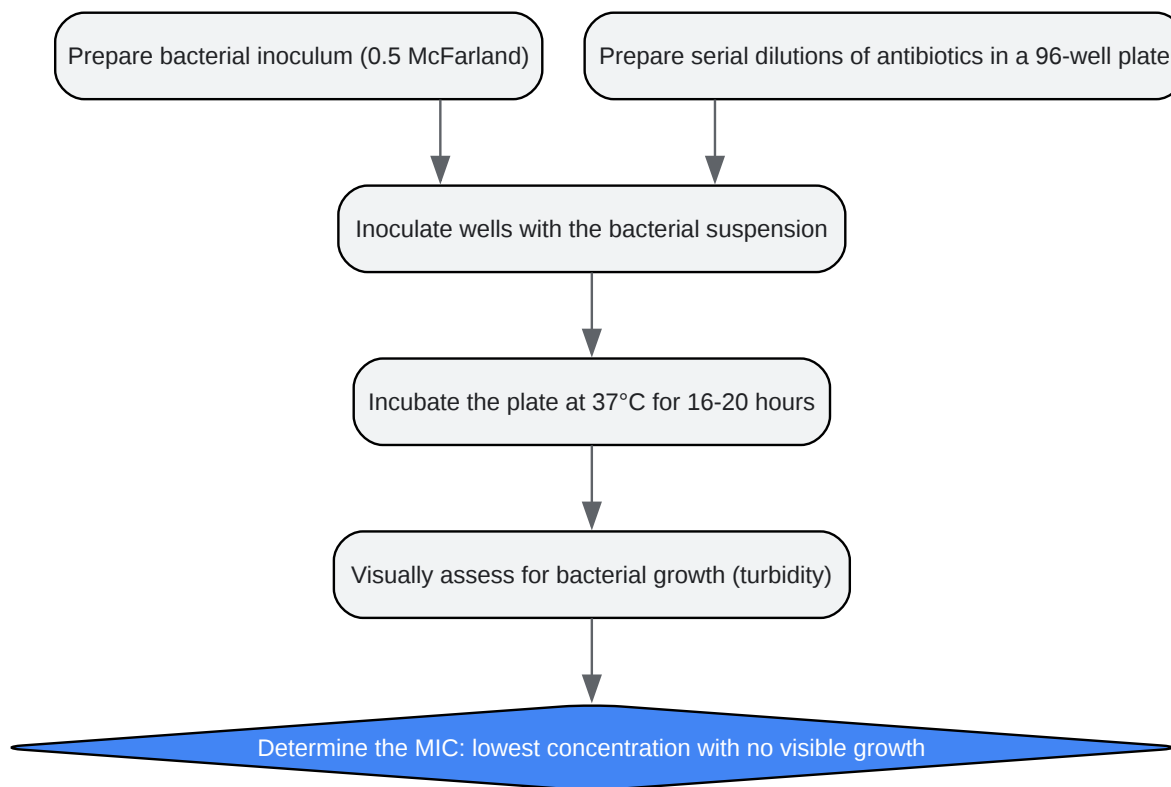 Prepare bacterial inoculum (0.5 McFarland)
Prepare serial dilutions of antibiotics in a 96-well plate
Inoculate wells with the bacterial suspension
Incubate the plate at 37°C for 16-20 hours
Visually assess for bacterial growth (turbidity)
Determine the MIC: lowest concentration with no visible growth